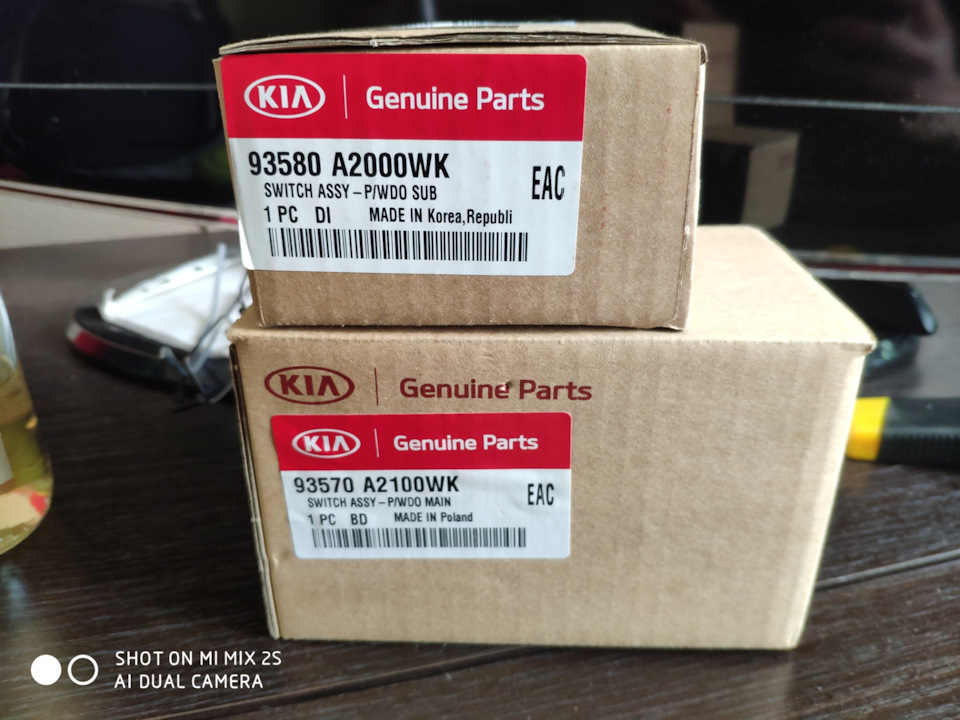 KIA Genuine Parts
93580 A2000WK
SWITCH ASSY-P/WDO SUB
EAC
1 PC DI MADE IN Korea,Republi
KIA Genuine Parts
KIA Genuine Parts
93570 A2100WK
SWITCH ASSY-P/WDO MAIN
EAC
1 PC BD MADE IN Poland
SHOT ON MI MIX 2S
AI DUAL CAMERA